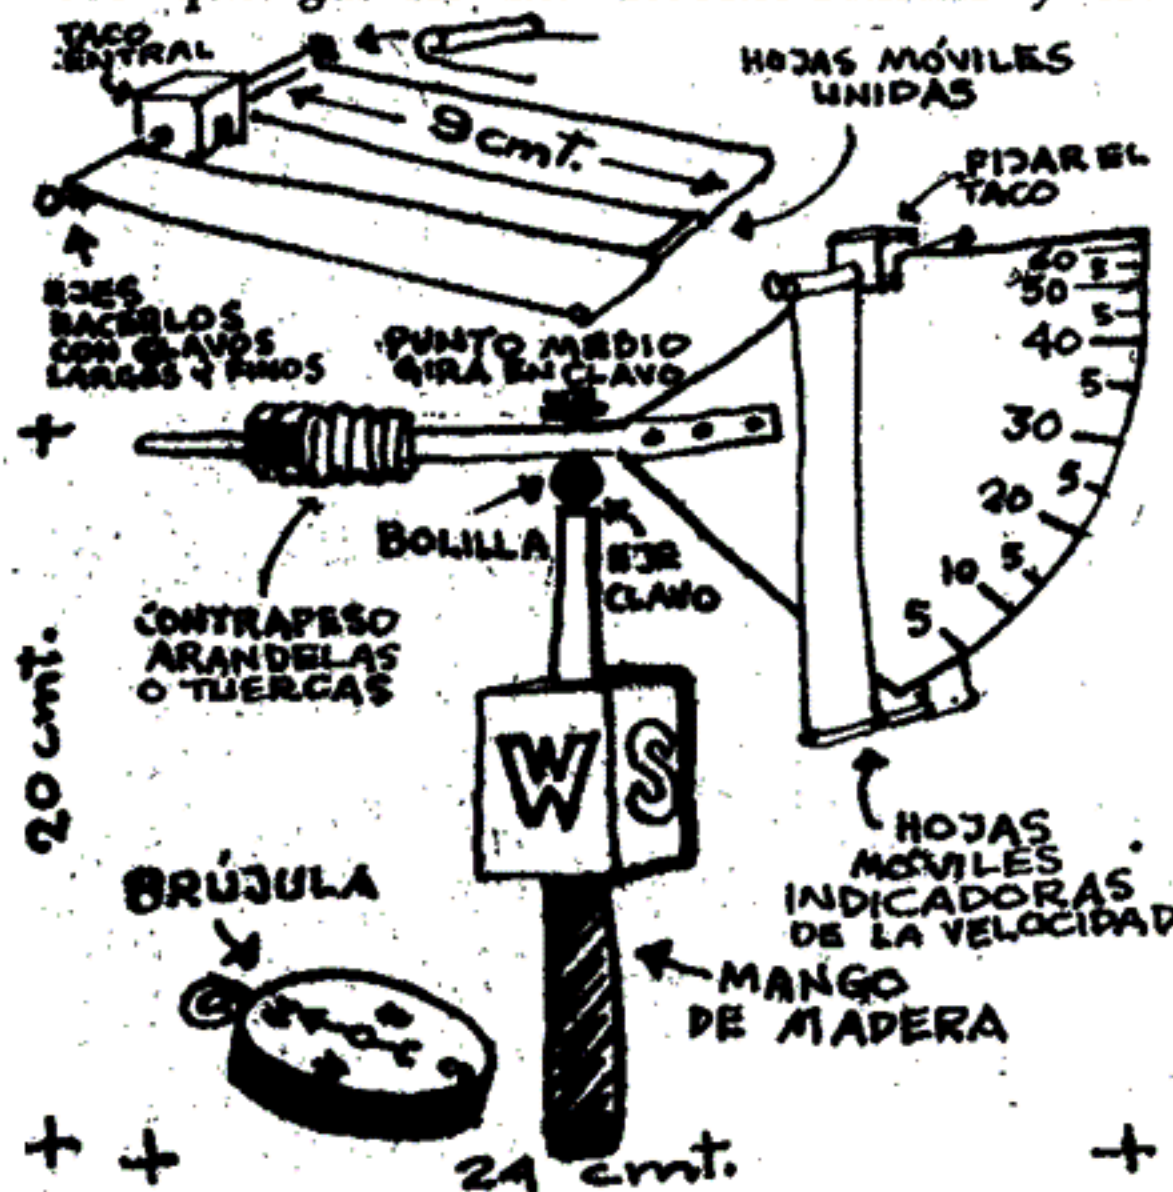 TACO
CENTRAL
HOJAS MÓVILES
UNIDAS
9 cmt.
FIJAR EL
TACO
EJES
HACERLOS
CON CLAVOS
LARGOS Y FINOS
PUNTO MEDIO
GIRA EN CLAVO
60
5
50
5
40
5
30
5
20
5
10
5
BOLILLA
EJE
CLAVO
CONTRAPESO
ARANDELAS
O TUERCAS
20 cmt.
W S
HOJAS
MÓVILES
INDICADORAS
DE LA VELOCIDAD
BRÚJULA
MANGO
DE MADERA
24 cmt.